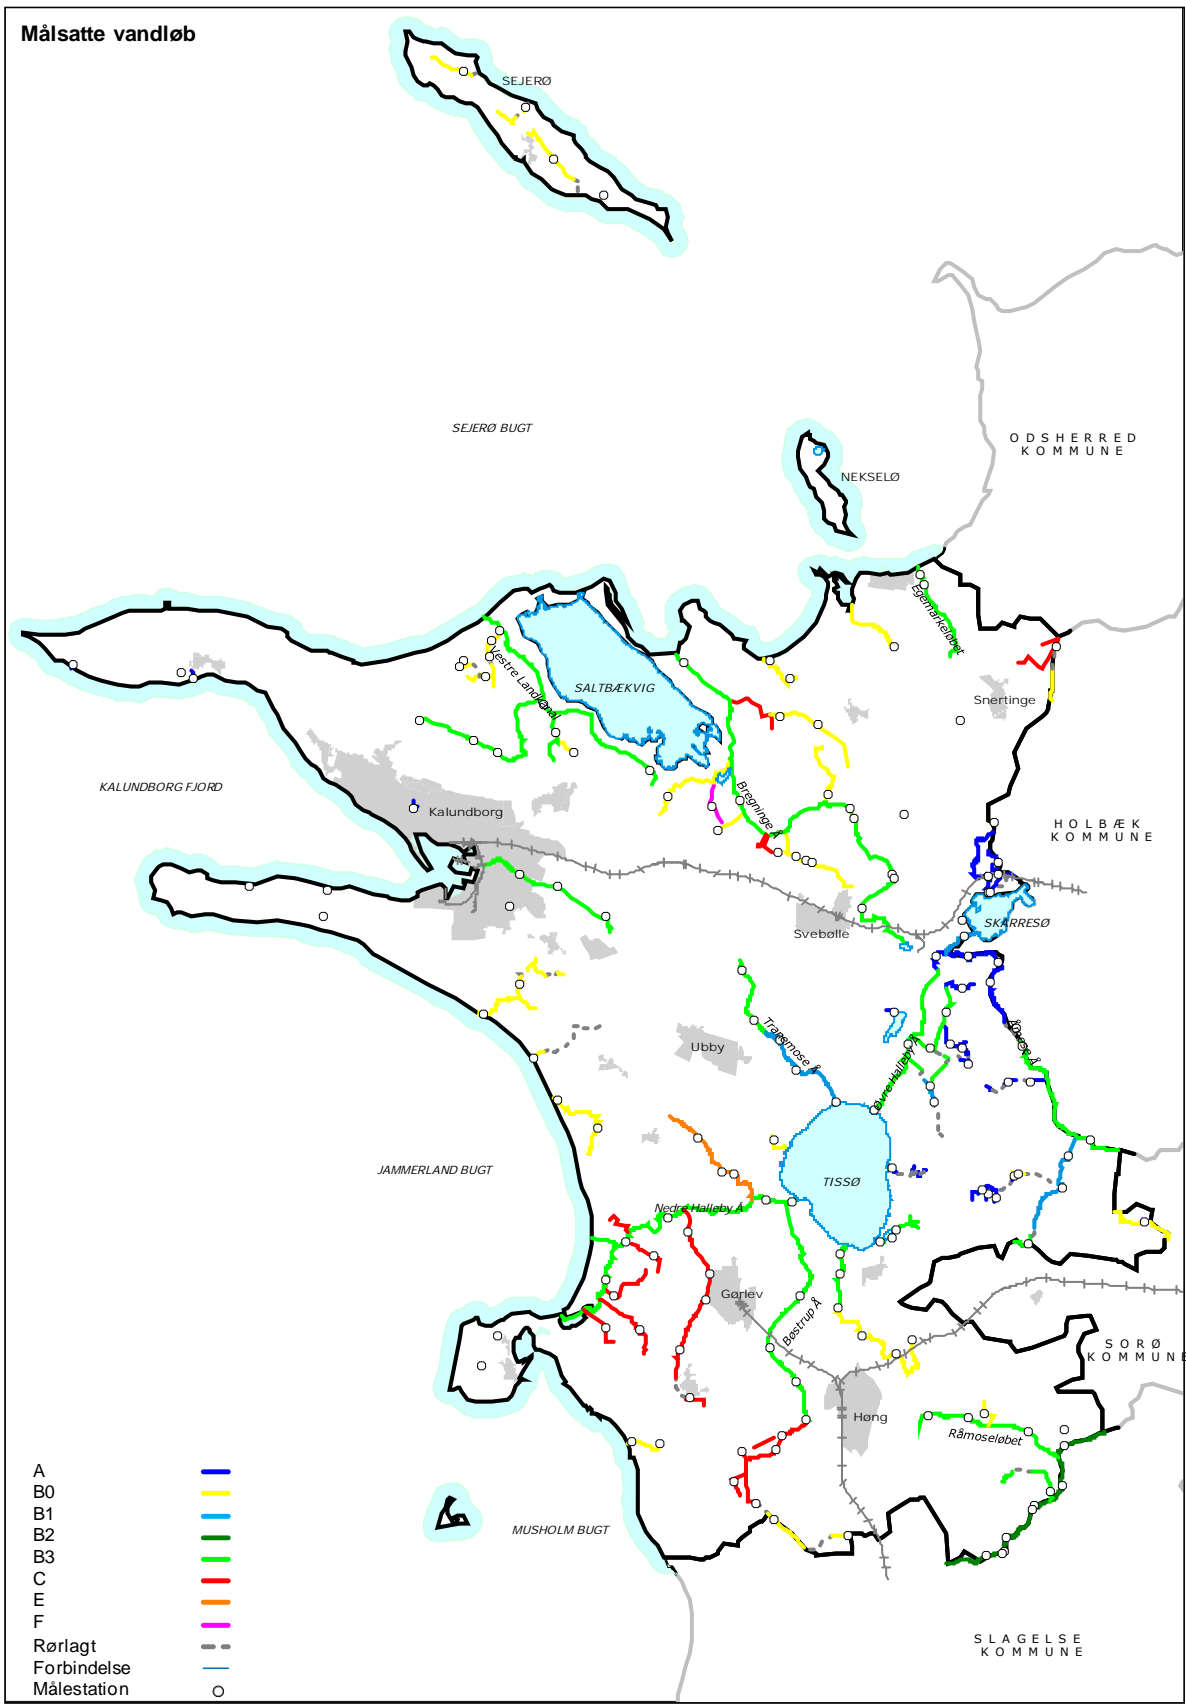 Målsatte vandløb
SEJERØ
SEJERØ BUGT
ODSHERRED
KOMMUNE
NEKSELØ
Egemarkeløbet
Vestre Landkanal
SALTBÆKVIG
Snertinge
KALUNDBORG FJORD
Bregninge Å
Kalundborg
HOLBÆK
KOMMUNE
SKARRESØ
Svebølle
Tranemose Å
Ubby
Øvre Halleby Å
Åmose Å
JAMMERLAND BUGT
TISSØ
Nedre Halleby Å
Gørlev
Bøstrup Å
SORØ
KOMMUNE
Høng
Råmoseløbet
MUSHOLM BUGT
SLAGELSE
KOMMUNE
A
B0
B1
B2
B3
C
E
F
Rørlagt
Forbindelse
Målestation